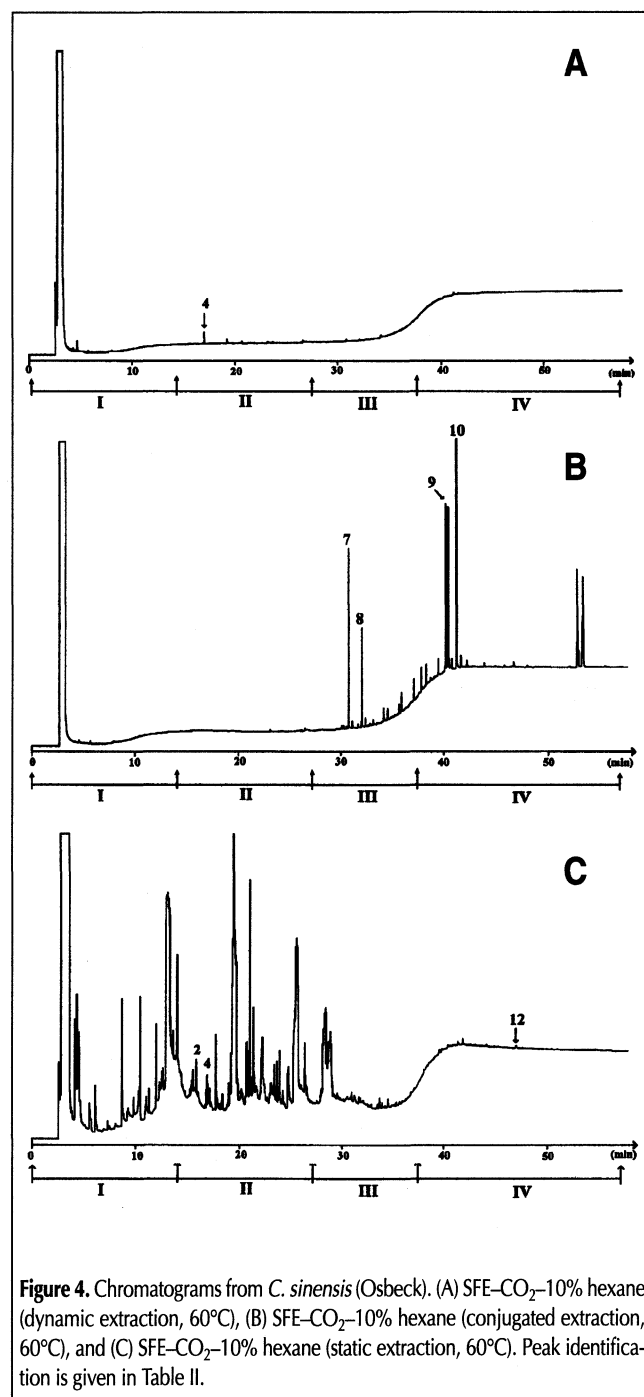 A
4
0 10 20 30 40 50 (min)
I II III IV
B
10
9
7
8
0 10 20 30 40 50 (min)
I II III IV
C
12
2
4
0 10 20 30 40 50 (min)
I II III IV
Figure 4. Chromatograms from C. sinensis (Osbeck). (A) SFE–CO₂–10% hexane
(dynamic extraction, 60°C), (B) SFE–CO₂–10% hexane (conjugated extraction,
60°C), and (C) SFE–CO₂–10% hexane (static extraction, 60°C). Peak identifica-
tion is given in Table II.